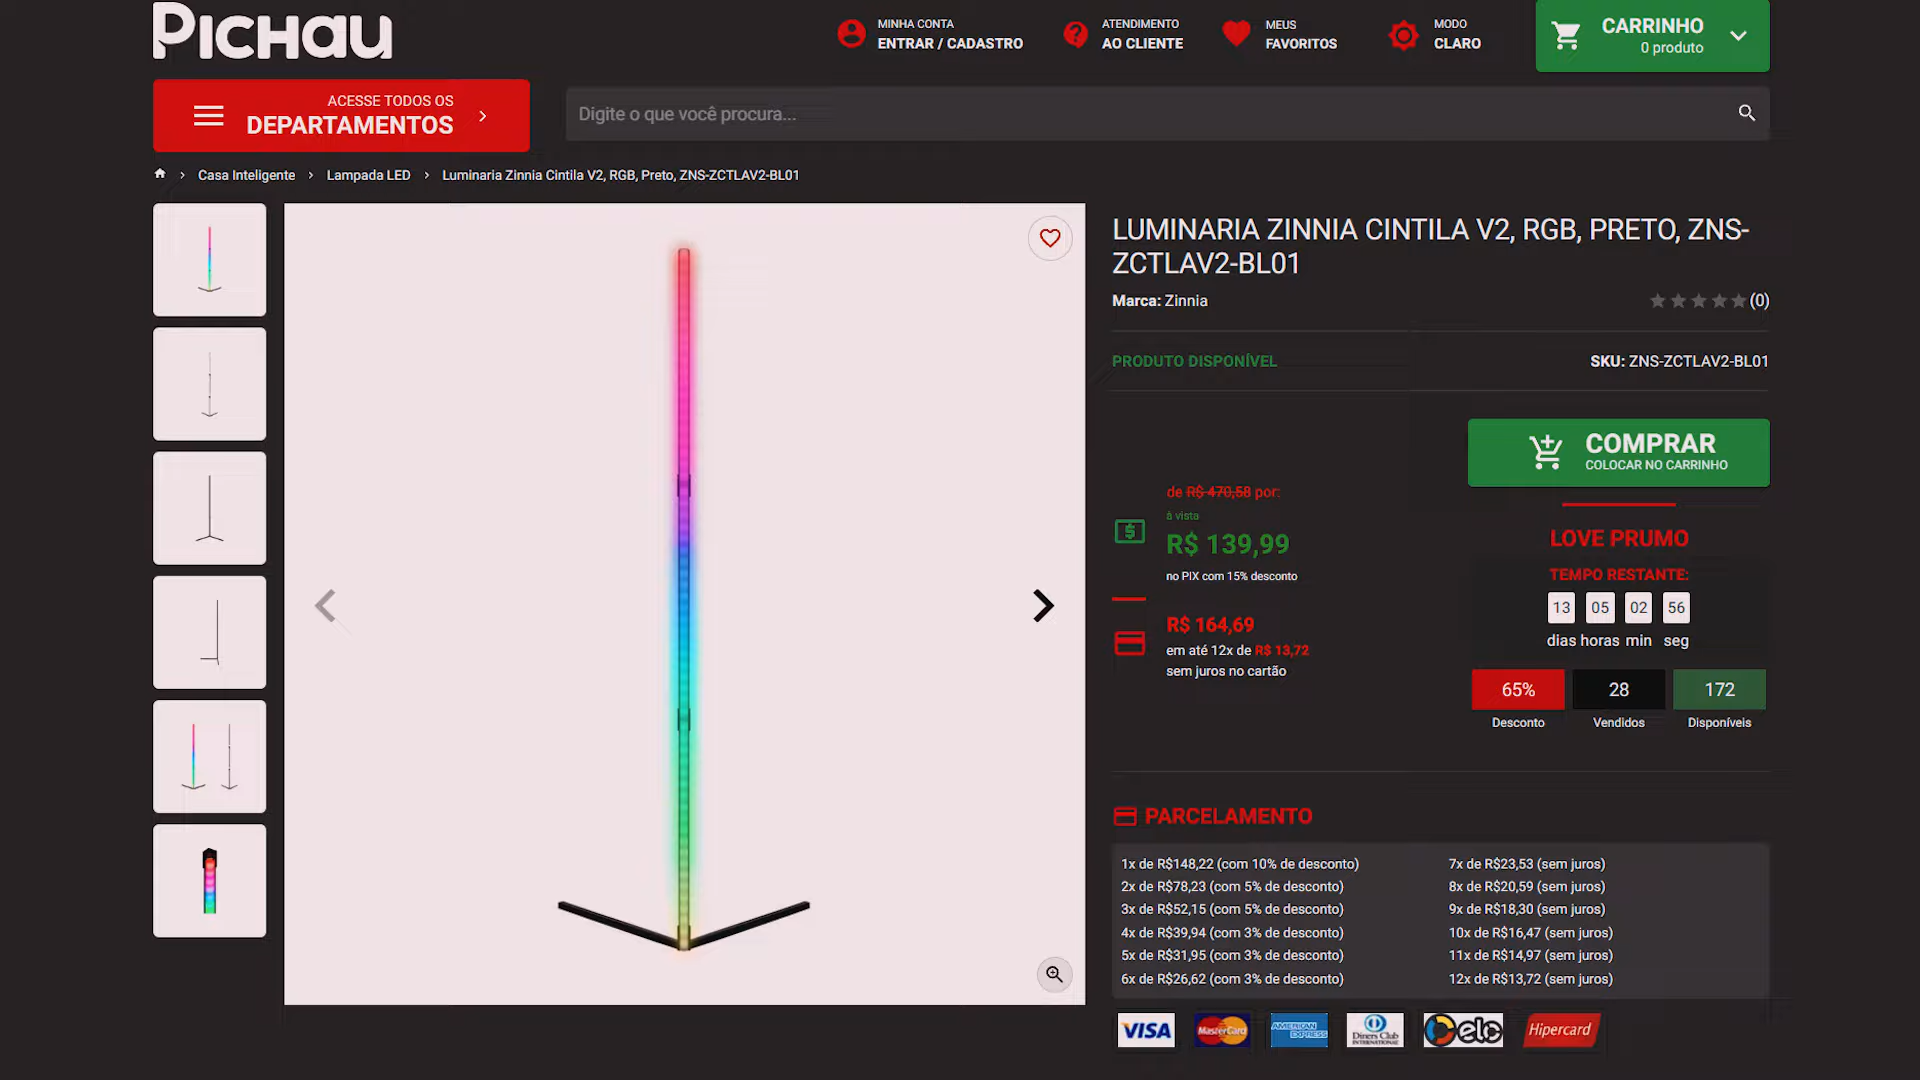 PICHAU
MINHA CONTA
ENTRAR / CADASTRO
ATENDIMENTO
AO CLIENTE
MEUS
FAVORITOS
MODO
CLARO
CARRINHO
0 produto
ACESSE TODOS OS
DEPARTAMENTOS
Digite o que você procura...
Casa Inteligente
Lampada LED
Luminaria Zinnia Cintila V2, RGB, Preto, ZNS-ZCTLAV2-BL01
LUMINARIA ZINNIA CINTILA V2, RGB, PRETO, ZNS-
ZCTLAV2-BL01
Marca: Zinnia
(0)
PRODUTO DISPONÍVEL
SKU: ZNS-ZCTLAV2-BL01
de R$ 470,58 por:
à vista
R$ 139,99
no PIX com 15% desconto
R$ 164,69
em até 12x de R$ 13,72
sem juros no cartão
COMPRAR
COLOCAR NO CARRINHO
LOVE PRUMO
TEMPO RESTANTE:
13 05 02 56
dias horas min seg
65% 28 172
Desconto Vendidos Disponíveis
PARCELAMENTO
1x de R$148,22 (com 10% de desconto)
2x de R$78,23 (com 5% de desconto)
3x de R$52,15 (com 5% de desconto)
4x de R$39,94 (com 3% de desconto)
5x de R$31,95 (com 3% de desconto)
6x de R$26,62 (com 3% de desconto)
7x de R$23,53 (sem juros)
8x de R$20,59 (sem juros)
9x de R$18,30 (sem juros)
10x de R$16,47 (sem juros)
11x de R$14,97 (sem juros)
12x de R$13,72 (sem juros)
VISA
MasterCard
AMERICAN EXPRESS
Diners Club
INTERNATIONAL
elo
Hipercard